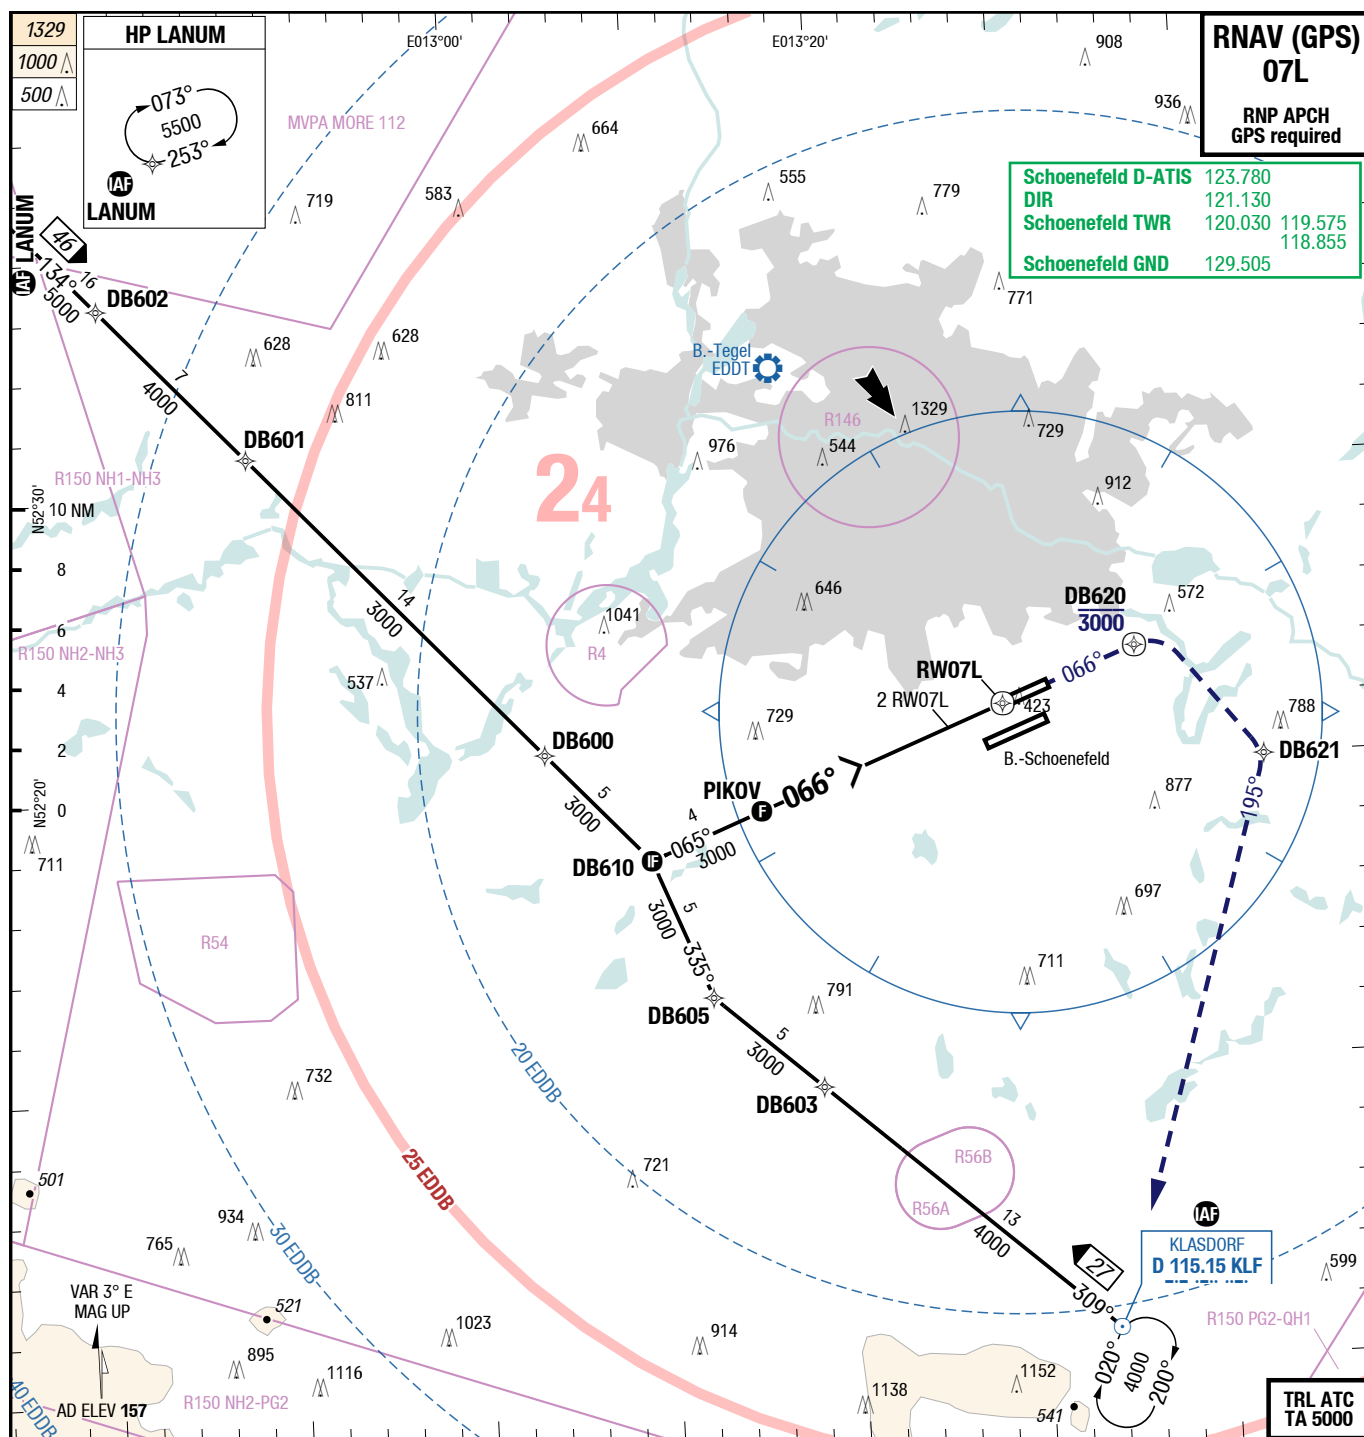 1329
1000
500
HP LANUM
073°
5500
253°
IAF
LANUM
E013°00'
E013°20'
RNAV (GPS)
07L
RNP APCH
GPS required
Schoenefeld D-ATIS 123.780
DIR 121.130
Schoenefeld TWR 120.030 119.575
118.855
Schoenefeld GND 129.505
908
936
MVPA MORE 112
664
719
583
555
779
771
IAF LANUM
46
134°
16
5000
DB602
628
628
7
4000
811
B.-Tegel
EDDT
R146
1329
544
729
976
912
DB601
R150 NH1-NH3
N52°30'
10 NM
8
6
4
2
0
N52°20'
24
14
3000
646
572
1041
R4
R150 NH2-NH3
537
DB620
3000
RW07L
066°
2 RW07L
423
788
729
B.-Schoenefeld
DB621
DB600
5
3000
PIKOV
F
066°
877
195°
711
DB610
IF
4
065°
3000
5
3000
335°
697
R54
711
791
DB605
5
3000
20 EDDB
732
DB603
25 EDDB
721
R56B
R56A
501
934
765
30 EDDB
13
4000
27
309°
IAF
KLASDORF
D 115.15 KLF
599
VAR 3° E
MAG UP
521
1023
914
R150 PG2-QH1
895
1116
R150 NH2-PG2
40 EDDB
AD ELEV 157
1138
1152
541
020°
4000
200°
TRL ATC
TA 5000